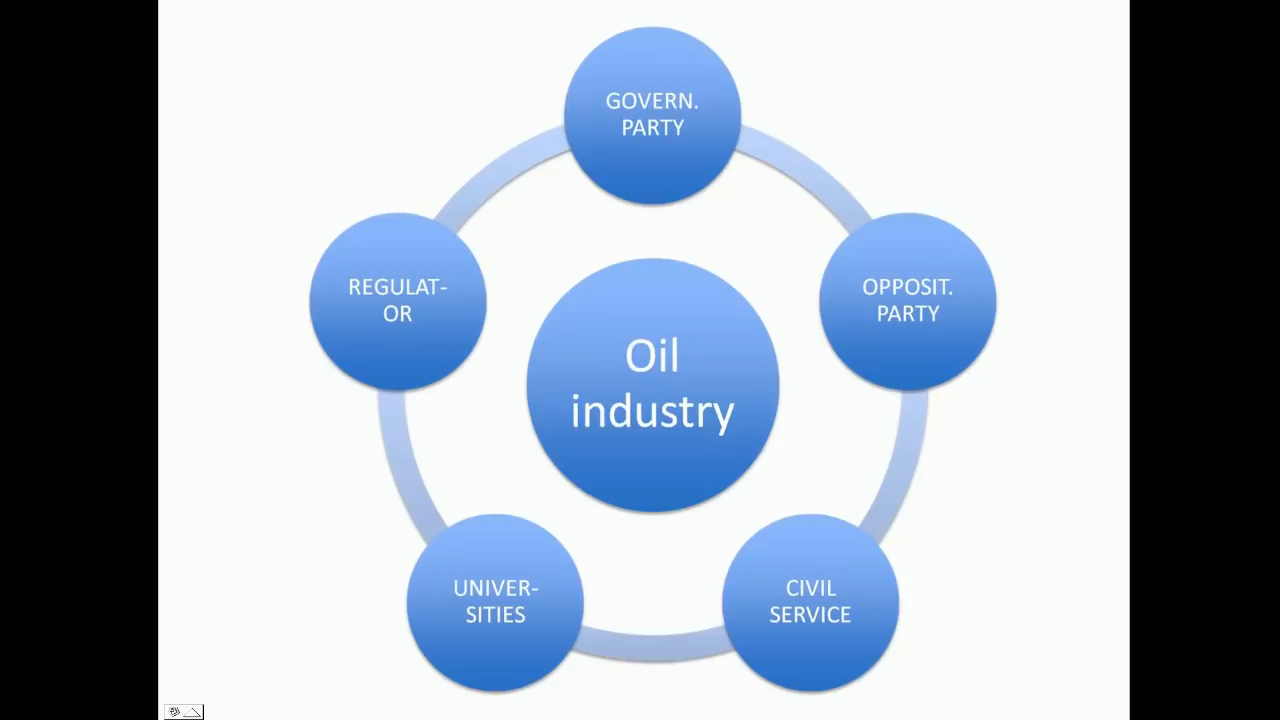 GOVERN.
PARTY
REGULAT-
OR
OPPOSIT.
PARTY
Oil
industry
UNIVER-
SITIES
CIVIL
SERVICE